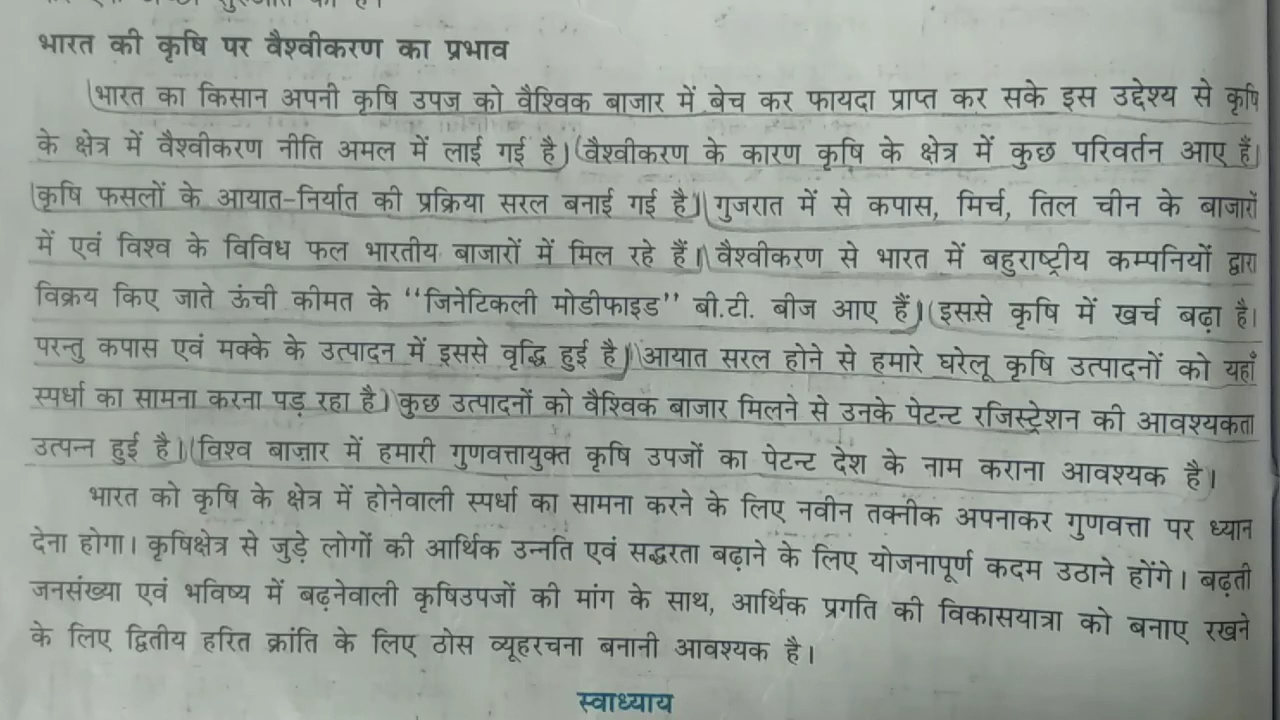 भारत की कृषि पर वैश्वीकरण का प्रभाव
भारत का किसान अपनी कृषि उपज को वैश्विक बाजार में बेच कर फायदा प्राप्त कर सके इस उद्देश्य से कृषि
के क्षेत्र में वैश्वीकरण नीति अमल में लाई गई है। वैश्वीकरण के कारण कृषि के क्षेत्र में कुछ परिवर्तन आए हैं।
कृषि फसलों के आयात-निर्यात की प्रक्रिया सरल बनाई गई है। गुजरात में से कपास, मिर्च, तिल चीन के बाजारों
में एवं विश्व के विविध फल भारतीय बाजारों में मिल रहे हैं। वैश्वीकरण से भारत में बहुराष्ट्रीय कम्पनियों द्वारा
विक्रय किए जाते ऊंची कीमत के “जिनेटिकली मोडीफाइड” बी.टी. बीज आए हैं। इससे कृषि में खर्च बढ़ा है।
परन्तु कपास एवं मक्के के उत्पादन में इससे वृद्धि हुई है। आयात सरल होने से हमारे घरेलू कृषि उत्पादनों को यहाँ
स्पर्धा का सामना करना पड़ रहा है। कुछ उत्पादनों को वैश्विक बाजार मिलने से उनके पेटन्ट रजिस्ट्रेशन की आवश्यकता
उत्पन्न हुई है। विश्व बाज़ार में हमारी गुणवत्तायुक्त कृषि उपजों का पेटन्ट देश के नाम कराना आवश्यक है।
भारत को कृषि के क्षेत्र में होनेवाली स्पर्धा का सामना करने के लिए नवीन तक्नीक अपनाकर गुणवत्ता पर ध्यान
देना होगा। कृषिक्षेत्र से जुड़े लोगों की आर्थिक उन्नति एवं सद्धरता बढ़ाने के लिए योजनापूर्ण कदम उठाने होंगे। बढ़ती
जनसंख्या एवं भविष्य में बढ़नेवाली कृषिउपजों की मांग के साथ, आर्थिक प्रगति की विकासयात्रा को बनाए रखने
के लिए द्वितीय हरित क्रांति के लिए ठोस व्यूहरचना बनानी आवश्यक है।
स्वाध्याय